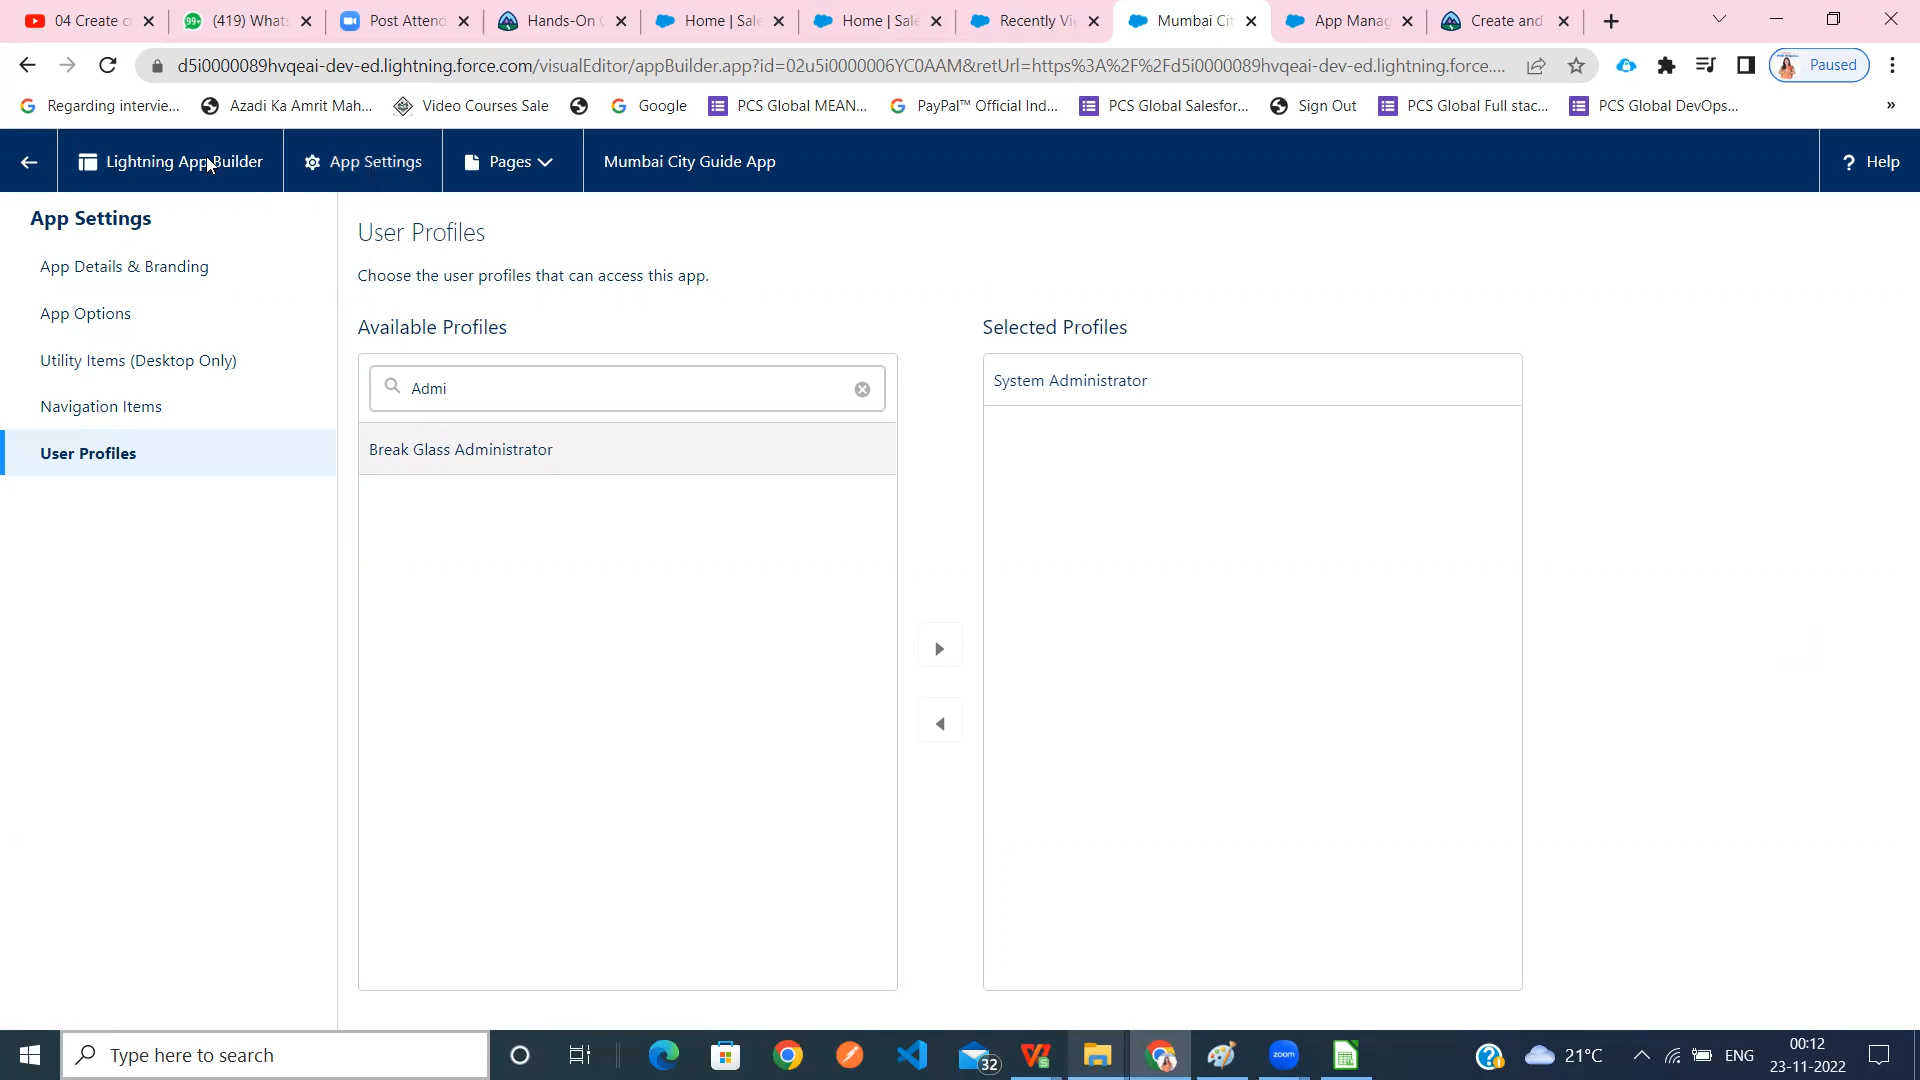 04 Create c
(419) Whats
Post Attend
Hands-On C
Home | Sale
Home | Sale
Recently Vi
Mumbai Cit
App Manag
Create and
d5i0000089hvqeai-dev-ed.lightning.force.com/visualEditor/appBuilder.app?id=02u5i0000006YC0AAM&retUrl=https%3A%2F%2Fd5i0000089hvqeai-dev-ed.lightning.force....
Paused
Regarding intervie...
Azadi Ka Amrit Mah...
Video Courses Sale
Google
PCS Global MEAN...
PayPal™ Official Ind...
PCS Global Salesfor...
Sign Out
PCS Global Full stac...
PCS Global DevOps...
»
Lightning App Builder
App Settings
Pages
Mumbai City Guide App
? Help
App Settings
App Details & Branding
App Options
Utility Items (Desktop Only)
Navigation Items
User Profiles
User Profiles
Choose the user profiles that can access this app.
Available Profiles
Admi
Break Glass Administrator
Selected Profiles
System Administrator
Type here to search
32
zoom
21°C
ENG
00:12
23-11-2022